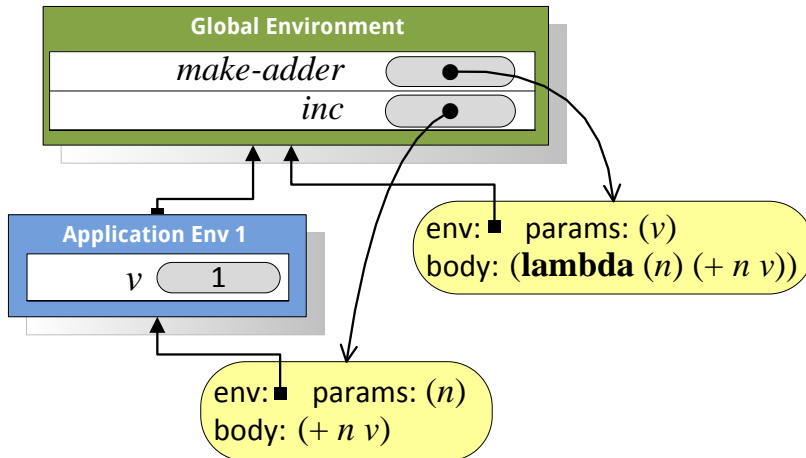 Global Environment
make-adder
inc
Application Env 1
v 1
env: params: (v)
body: (lambda (n) (+ n v))
env: params: (n)
body: (+ n v)